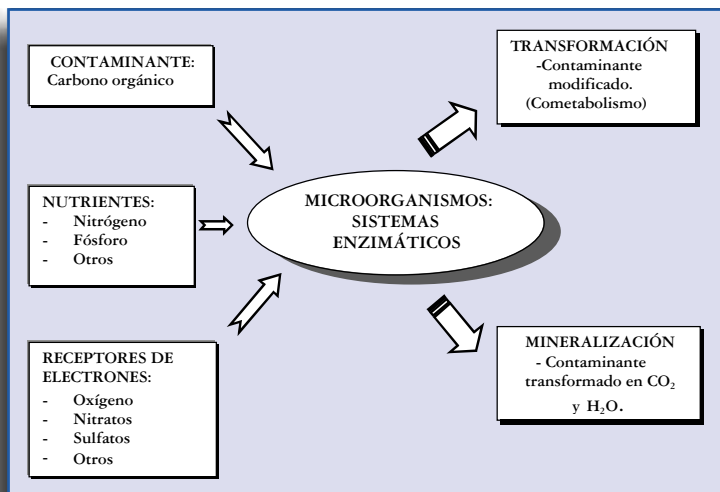 CONTAMINANTE:
Carbono orgánico
NUTRIENTES:
- Nitrógeno
- Fósforo
- Otros
RECEPTORES DE
ELECTRONES:
- Oxígeno
- Nitratos
- Sulfatos
- Otros
MICROORGANISMOS:
SISTEMAS
ENZIMÁTICOS
TRANSFORMACIÓN
-Contaminante
modificado.
(Cometabolismo)
MINERALIZACIÓN
- Contaminante
transformado en CO₂
y H₂O.